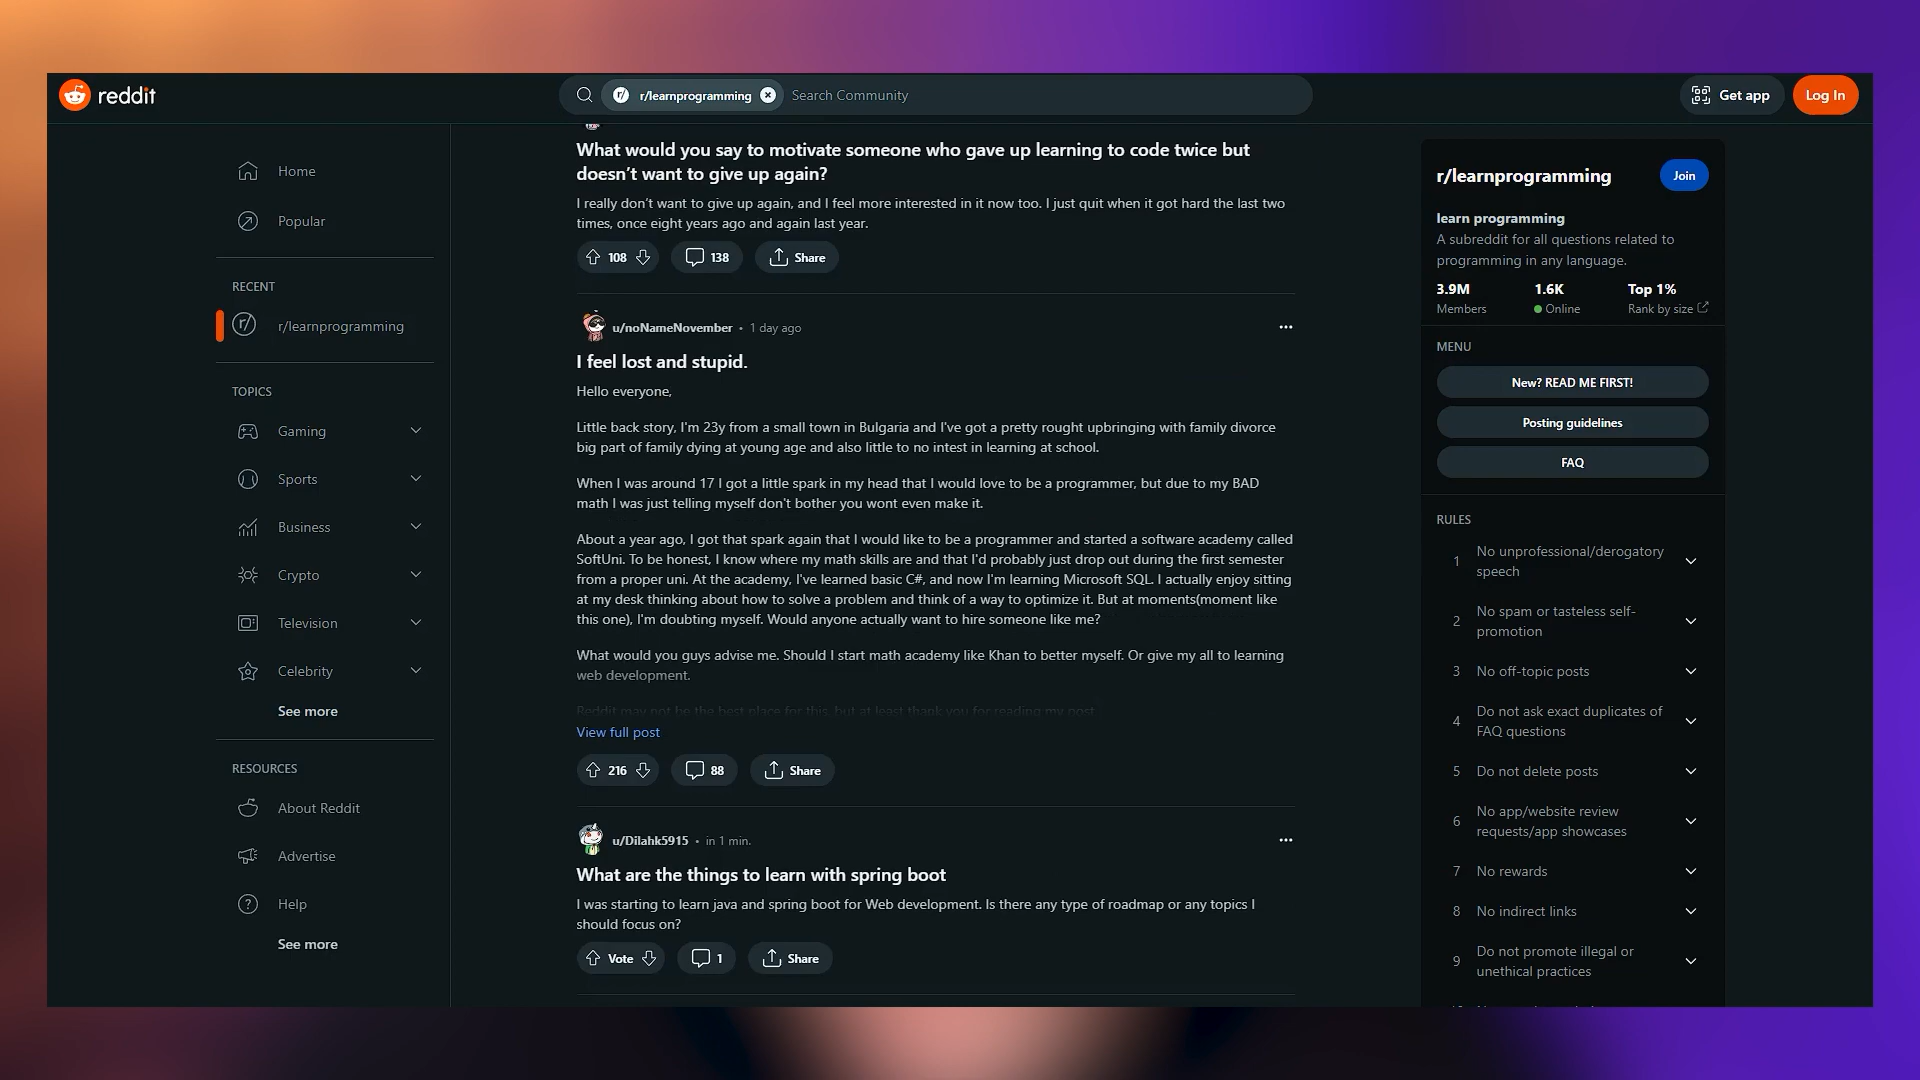 reddit
r/learnprogramming
Search Community
Get app
Log In
Home
Popular
RECENT
r/learnprogramming
TOPICS
Gaming
Sports
Business
Crypto
Television
Celebrity
See more
RESOURCES
About Reddit
Advertise
Help
See more
What would you say to motivate someone who gave up learning to code twice but
doesn’t want to give up again?
I really don’t want to give up again, and I feel more interested in it now too. I just quit when it got hard the last two
times, once eight years ago and again last year.
108
138
Share
u/noNameNovember • 1 day ago
I feel lost and stupid.
Hello everyone,
Little back story, I'm 23y from a small town in Bulgaria and I've got a pretty rought upbringing with family divorce
big part of family dying at young age and also little to no intest in learning at school.
When I was around 17 I got a little spark in my head that I would love to be a programmer, but due to my BAD
math I was just telling myself don't bother you wont even make it.
About a year ago, I got that spark again that I would like to be a programmer and started a software academy called
SoftUni. To be honest, I know where my math skills are and that I'd probably just drop out during the first semester
from a proper uni. At the academy, I've learned basic C#, and now I'm learning Microsoft SQL. I actually enjoy sitting
at my desk thinking about how to solve a problem and think of a way to optimize it. But at moments(moment like
this one), I'm doubting myself. Would anyone actually want to hire someone like me?
What would you guys advise me. Should I start math academy like Khan to better myself. Or give my all to learning
web development.
Reddit may not be the best place for this, but at least thank you for reading my post
View full post
216
88
Share
u/Dilahk5915 • in 1 min.
What are the things to learn with spring boot
I was starting to learn java and spring boot for Web development. Is there any type of roadmap or any topics I
should focus on?
Vote
1
Share
r/learnprogramming
Join
learn programming
A subreddit for all questions related to
programming in any language.
3.9M 1.6K Top 1%
Members Online Rank by size
MENU
New? READ ME FIRST!
Posting guidelines
FAQ
RULES
1 No unprofessional/derogatory
speech
2 No spam or tasteless self-
promotion
3 No off-topic posts
4 Do not ask exact duplicates of
FAQ questions
5 Do not delete posts
6 No app/website review
requests/app showcases
7 No rewards
8 No indirect links
9 Do not promote illegal or
unethical practices